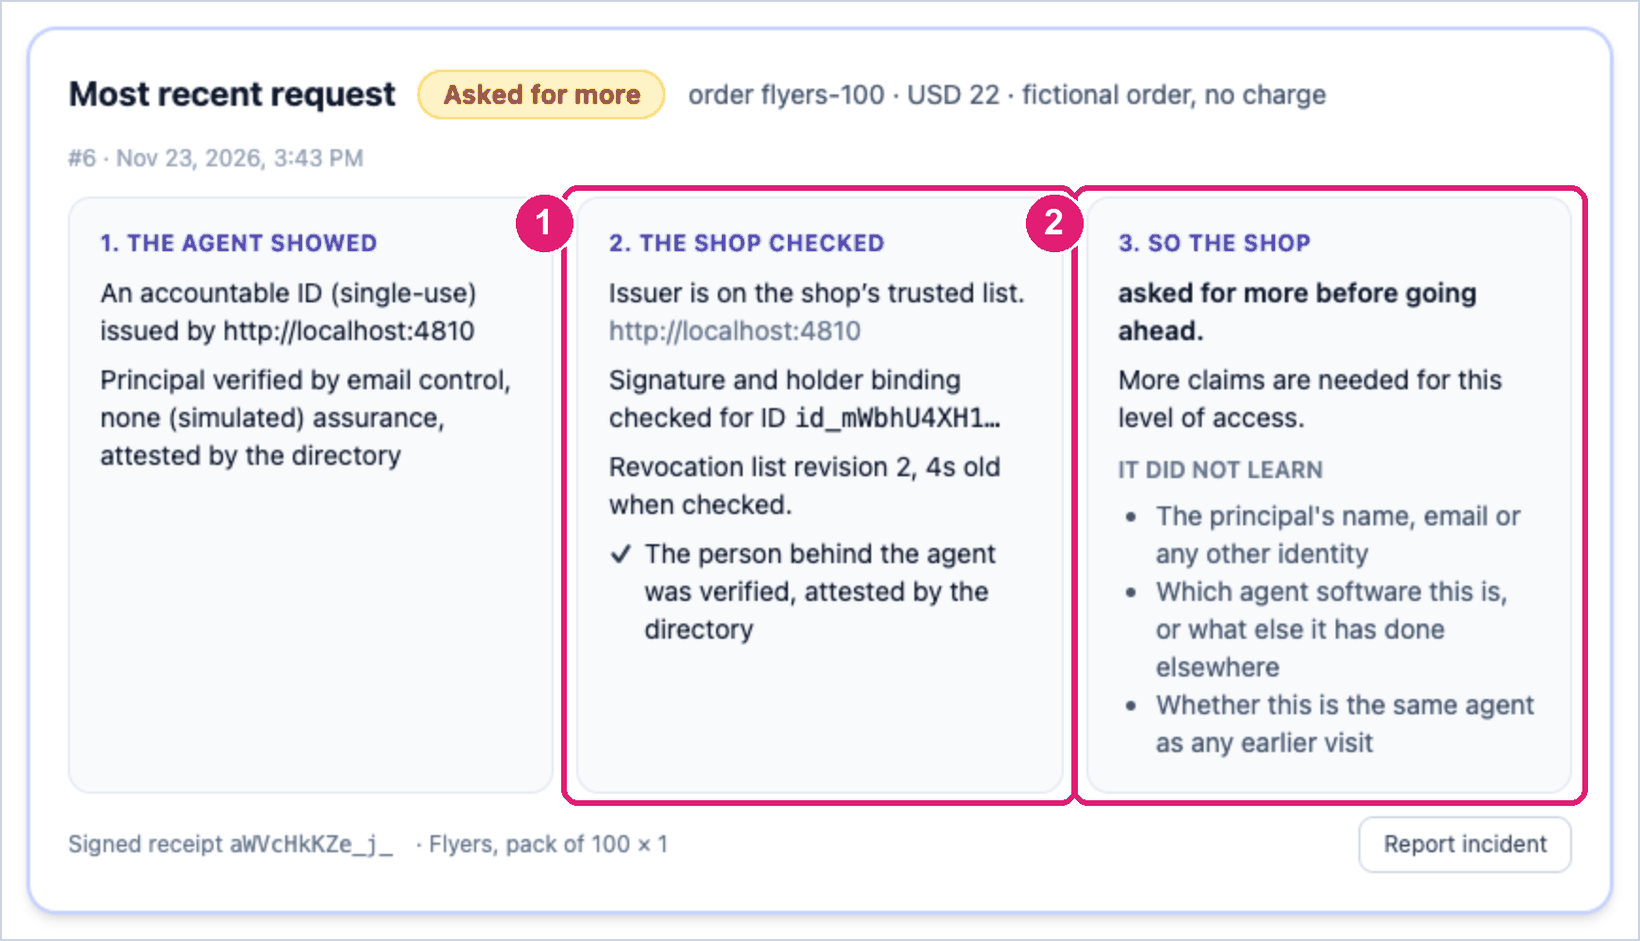 Most recent request
Asked for more
order flyers-100 · USD 22 · fictional order, no charge
#6 · Nov 23, 2026, 3:43 PM
1. THE AGENT SHOWED
An accountable ID (single-use)
issued by http://localhost:4810
Principal verified by email control,
none (simulated) assurance,
attested by the directory
1
2. THE SHOP CHECKED
Issuer is on the shop’s trusted list.
http://localhost:4810
Signature and holder binding
checked for ID id_mWbhU4XH1…
Revocation list revision 2, 4s old
when checked.
✓ The person behind the agent
was verified, attested by the
directory
2
3. SO THE SHOP
asked for more before going
ahead.
More claims are needed for this
level of access.
IT DID NOT LEARN
• The principal's name, email or
any other identity
• Which agent software this is,
or what else it has done
elsewhere
• Whether this is the same agent
as any earlier visit
Signed receipt aWVcHkKZe_j_ · Flyers, pack of 100 × 1
Report incident